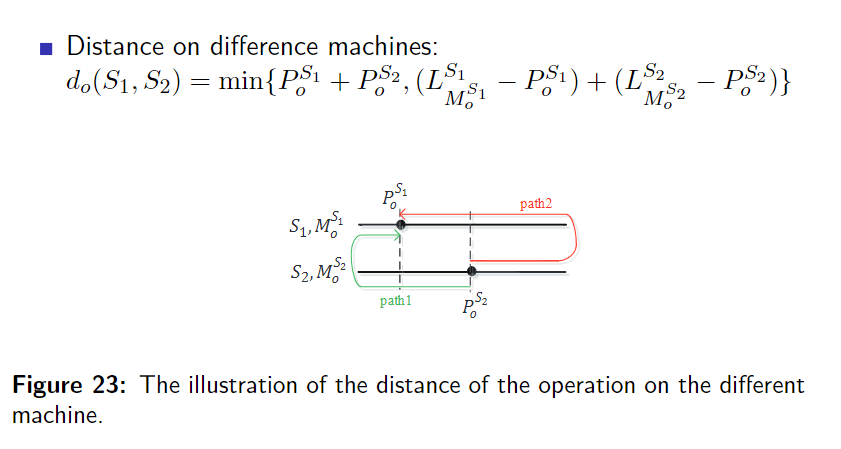 Distance on difference machines:
d_o(S_1, S_2) = min{P_o^{S_1} + P_o^{S_2}, (L_{M_o^{S_1}}^{S_1} − P_o^{S_1}) + (L_{M_o^{S_2}}^{S_2} − P_o^{S_2})}
P_o^{S_1}
path2
S_1, M_o^{S_1}
S_2, M_o^{S_2}
path1
P_o^{S_2}
Figure 23: The illustration of the distance of the operation on the different
machine.